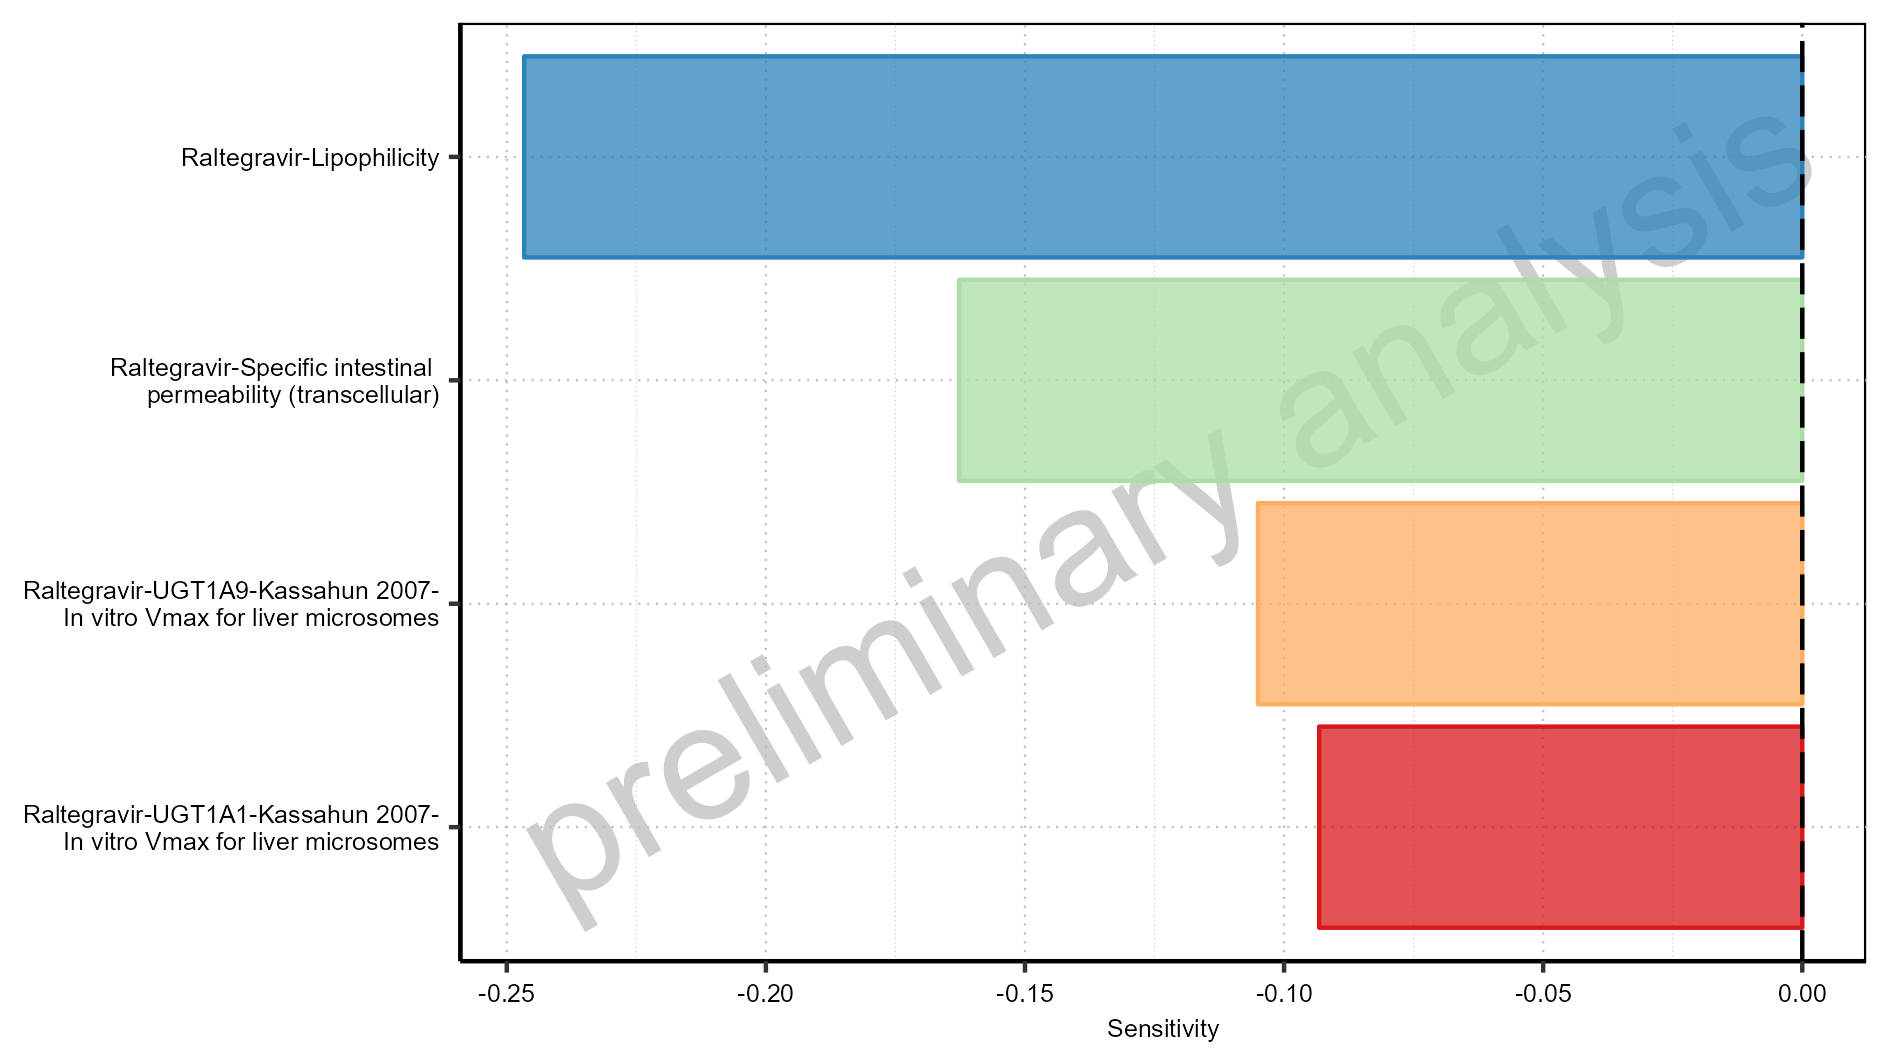 Raltegravir-Lipophilicity
Raltegravir-Specific intestinal
permeability (transcellular)
Raltegravir-UGT1A9-Kassahun 2007-
In vitro Vmax for liver microsomes
Raltegravir-UGT1A1-Kassahun 2007-
In vitro Vmax for liver microsomes
preliminary analysis
-0.25 -0.20 -0.15 -0.10 -0.05 0.00
Sensitivity